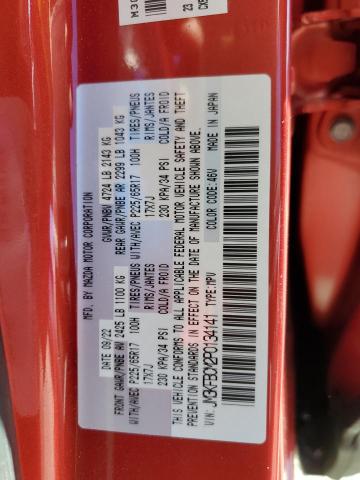 MFD. BY MAZDA MOTOR CORPORATION
DATE 09/22 GVWR/PNBV 4724 LB 2143 KG
FRONT GAWR/PNBE AV 2425 LB 1100 KG REAR GAWR/PNBE AR 2299 LB 1043 KG
WITH/AVEC P225/65R17 100H TIRES/PNEUS WITH/AVEC P225/65R17 100H TIRES/PNEUS
17X7J RIMS/JANTES 17X7J RIMS/JANTES
230 KPA/34 PSI COLD/A FROID 230 KPA/34 PSI COLD/A FROID
THIS VEHICLE CONFORMS TO ALL APPLICABLE FEDERAL MOTOR VEHICLE SAFETY AND THEFT
PREVENTION STANDARDS IN EFFECT ON THE DATE OF MANUFACTURE SHOWN ABOVE.
MADE IN JAPAN
VIN: JM3KFBCX2P0134141 TYPE:MPV COLOR CODE:46V
23